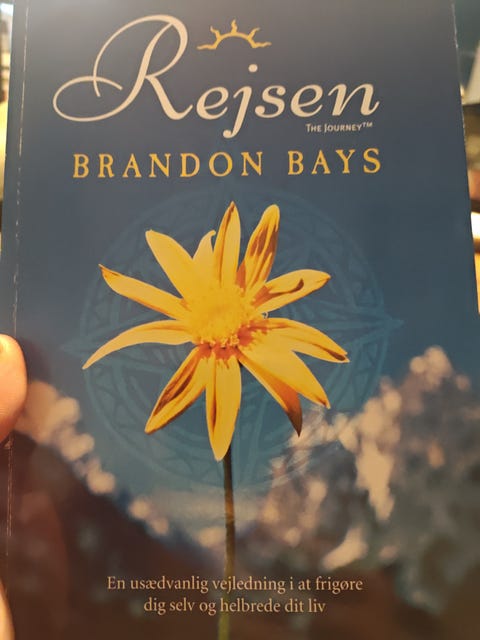 Rejsen
THE JOURNEY™
BRANDON BAYS
En usædvanlig vejledning i at frigøre
dig selv og helbrede dit liv